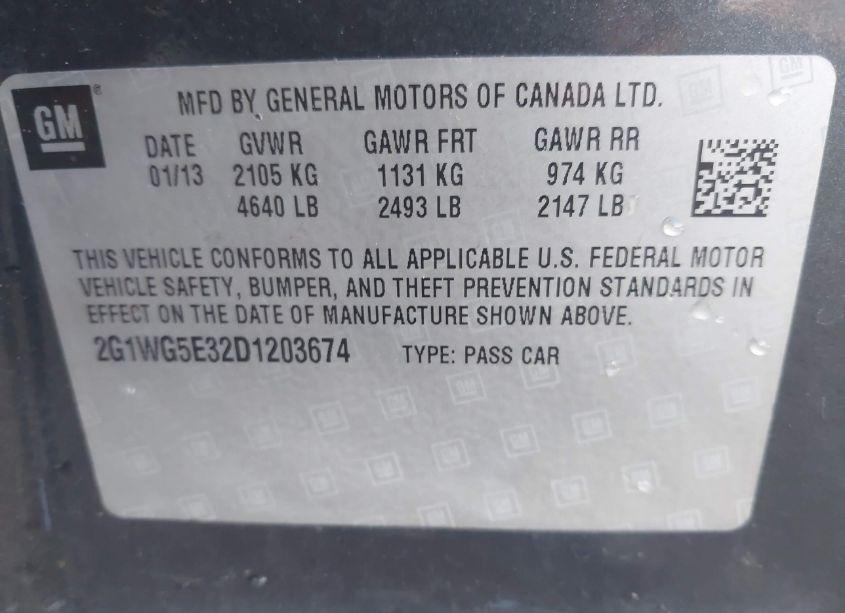 GM
MFD BY GENERAL MOTORS OF CANADA LTD.
DATE GVWR GAWR FRT GAWR RR
01/13 2105 KG 1131 KG 974 KG
4640 LB 2493 LB 2147 LB
THIS VEHICLE CONFORMS TO ALL APPLICABLE U.S. FEDERAL MOTOR
VEHICLE SAFETY, BUMPER, AND THEFT PREVENTION STANDARDS IN
EFFECT ON THE DATE OF MANUFACTURE SHOWN ABOVE.
2G1WG5E32D1203674 TYPE: PASS CAR